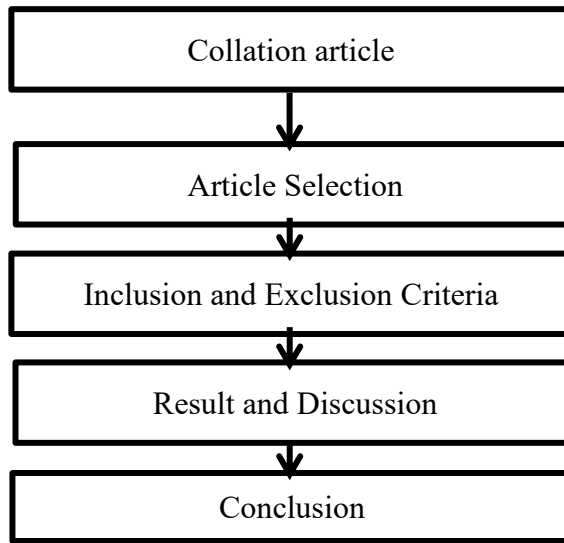 Collation article
Article Selection
Inclusion and Exclusion Criteria
Result and Discussion
Conclusion